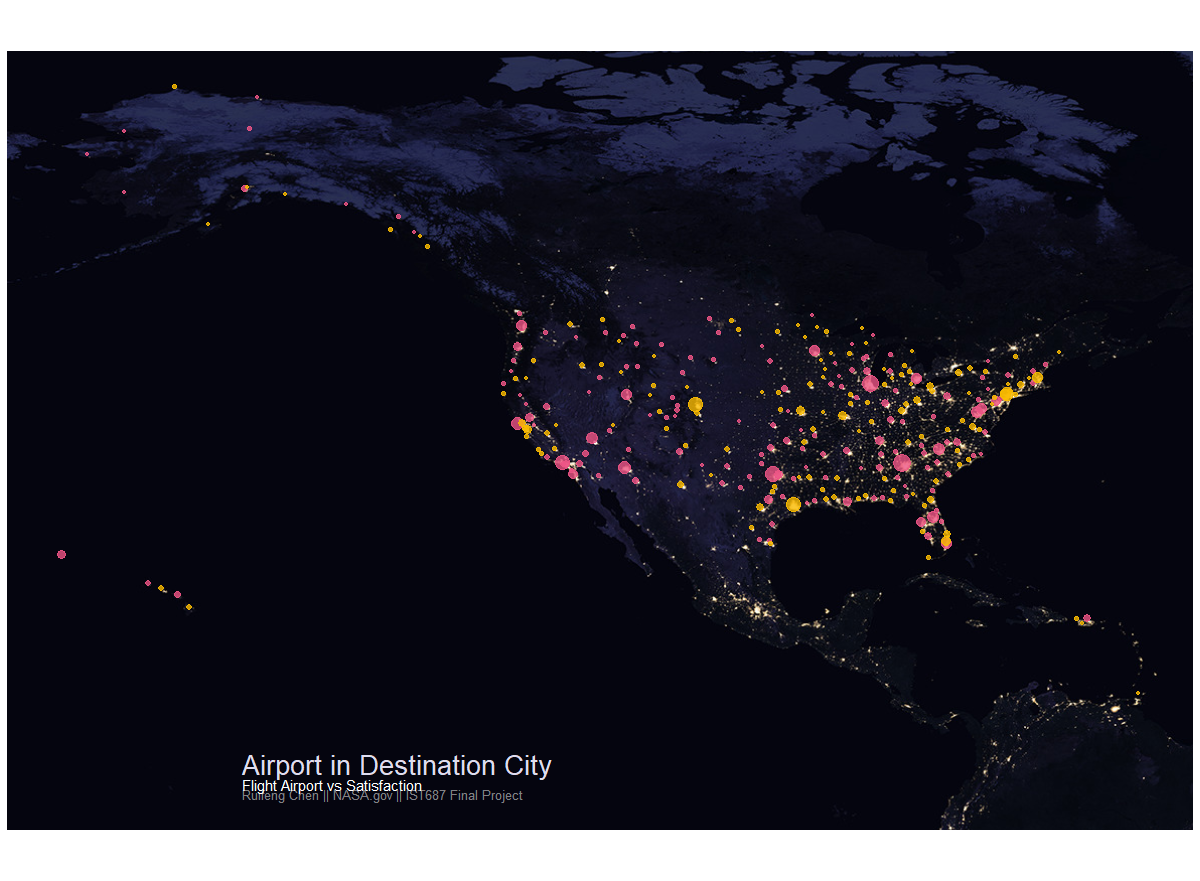 Airport in Destination City
Flight Airport vs Satisfaction
Ruifeng Chen || NASA.gov || IST687 Final Project